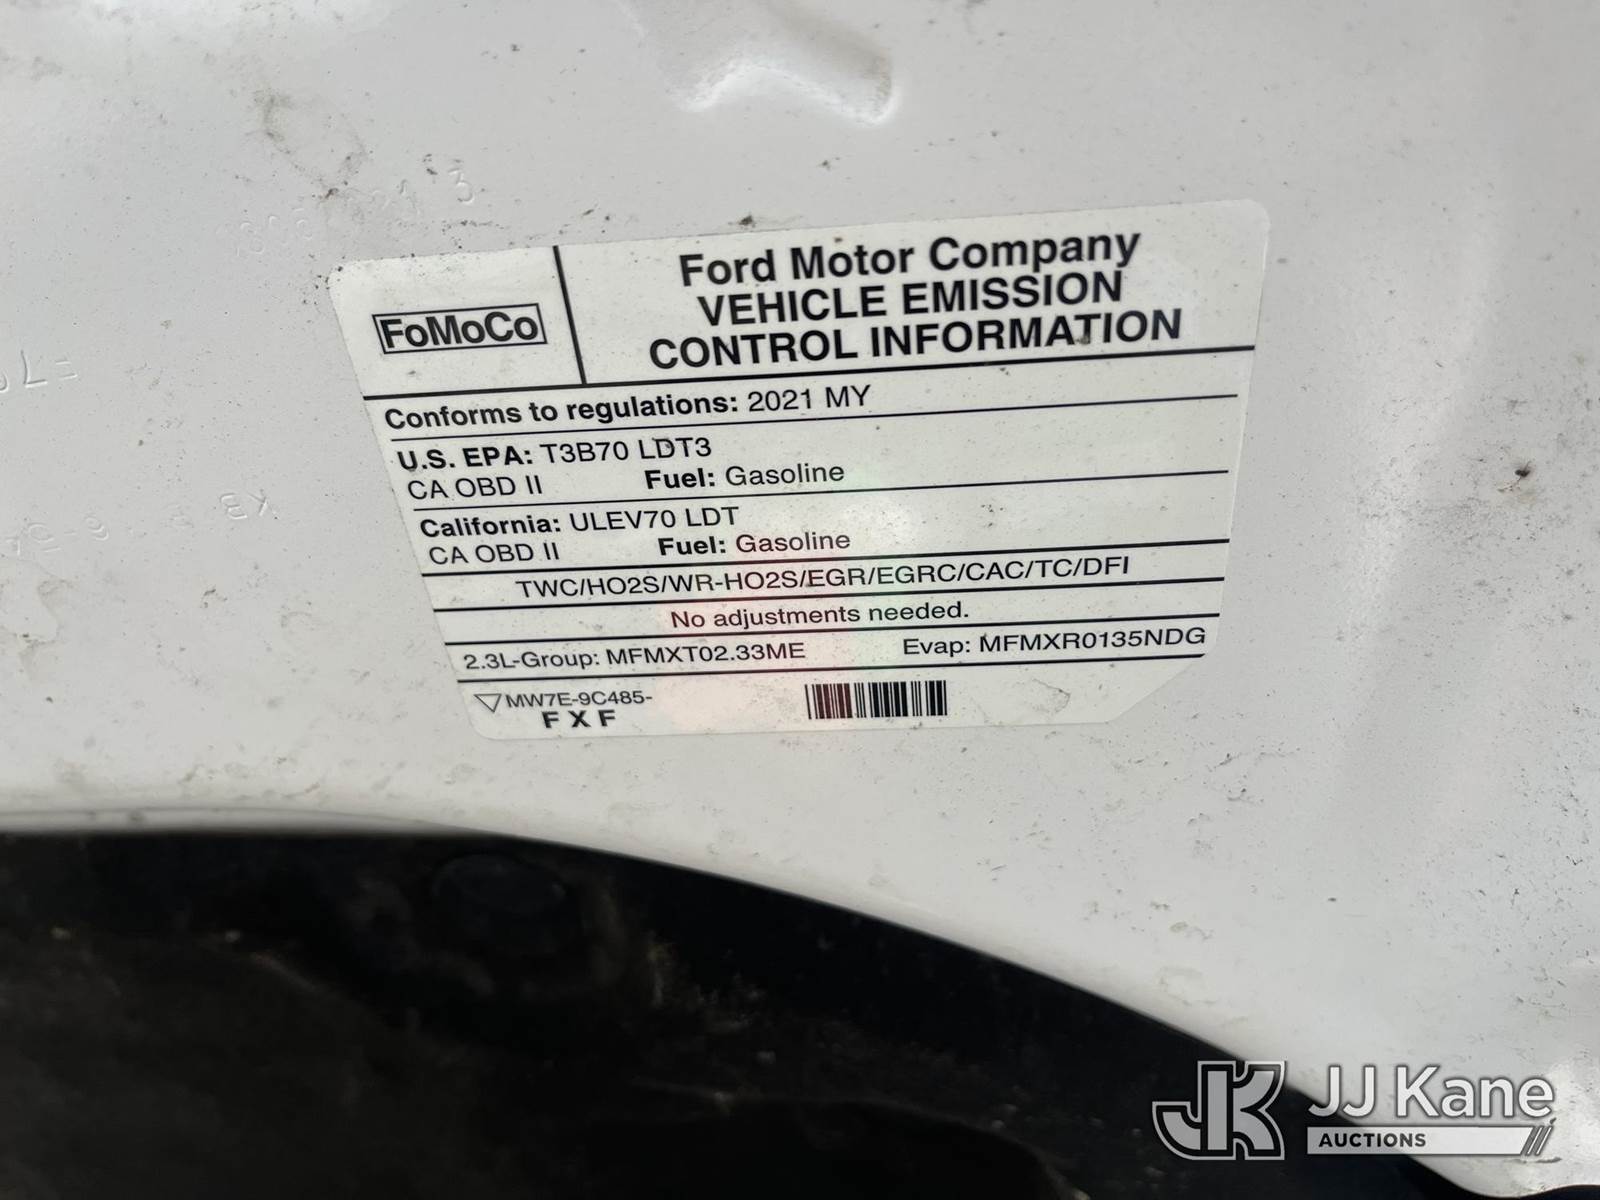 FoMoCo
Ford Motor Company
VEHICLE EMISSION
CONTROL INFORMATION
Conforms to regulations: 2021 MY
U.S. EPA: T3B70 LDT3
CA OBD II Fuel: Gasoline
California: ULEV70 LDT
CA OBD II Fuel: Gasoline
TWC/HO2S/WR-HO2S/EGR/EGRC/CAC/TC/DFI
No adjustments needed.
2.3L-Group: MFMXT02.33ME Evap: MFMXR0135NDG
MW7E-9C485-
F X F
JK JJ Kane
AUCTIONS